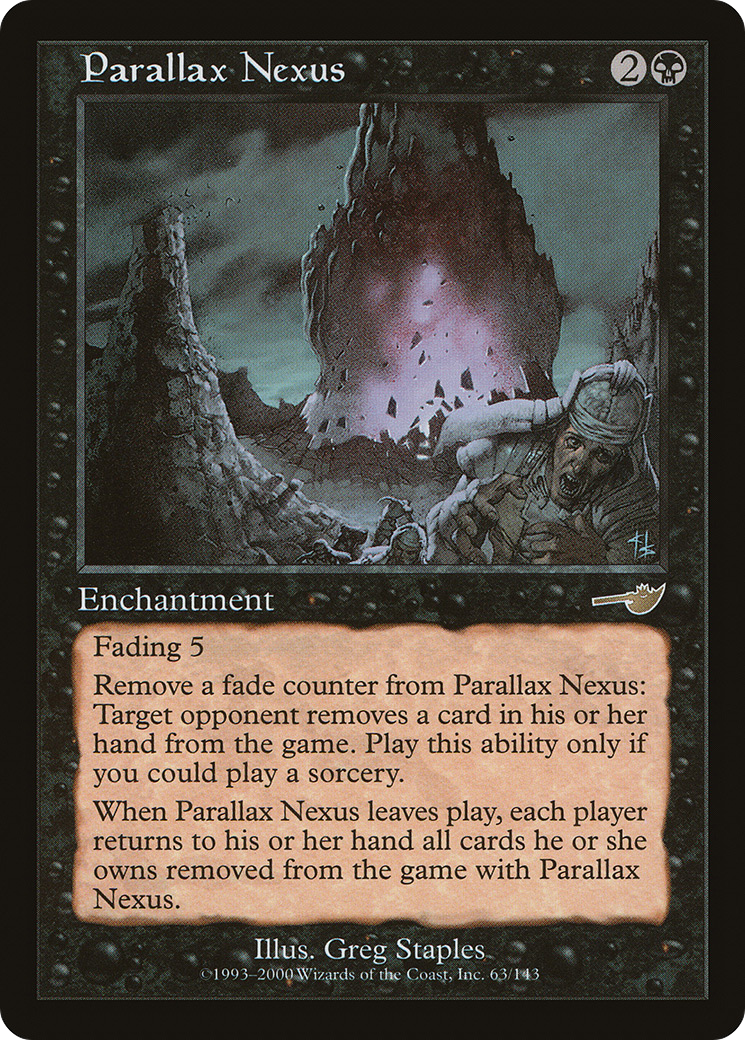 Parallax Nexus 2
Enchantment
Fading 5
Remove a fade counter from Parallax Nexus:
Target opponent removes a card in his or her
hand from the game. Play this ability only if
you could play a sorcery.
When Parallax Nexus leaves play, each player
returns to his or her hand all cards he or she
owns removed from the game with Parallax
Nexus.
Illus. Greg Staples
©1993–2000 Wizards of the Coast, Inc. 63/143